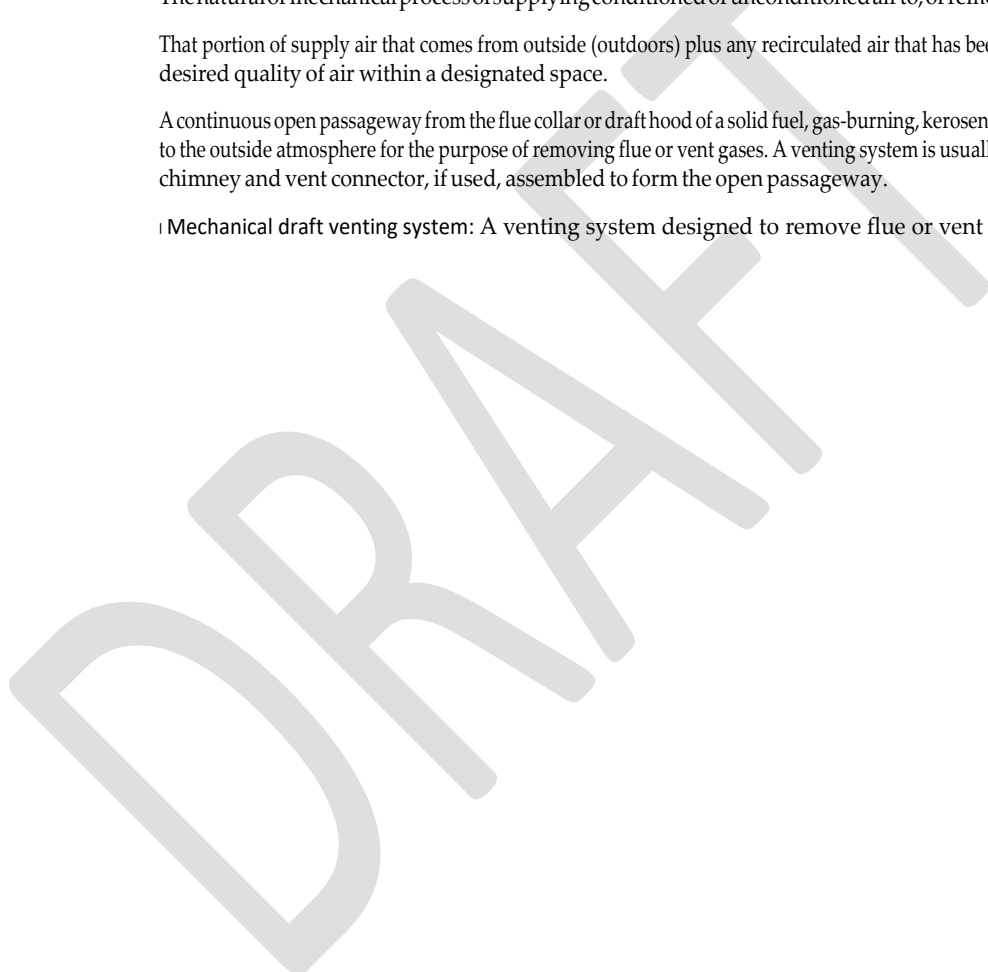 That portion of supply air that comes from outside (outdoors) plus any recirculated air that has
desired quality of air within a designated space.
A continuous open passageway from the flue collar or draft hood of a solid fuel, gas-burning,
to the outside atmosphere for the purpose of removing flue or vent gases. A venting system is
chimney and vent connector, if used, assembled to form the open passageway.
Mechanical draft venting system: A venting system designed to remove flue or vent
DRAFT